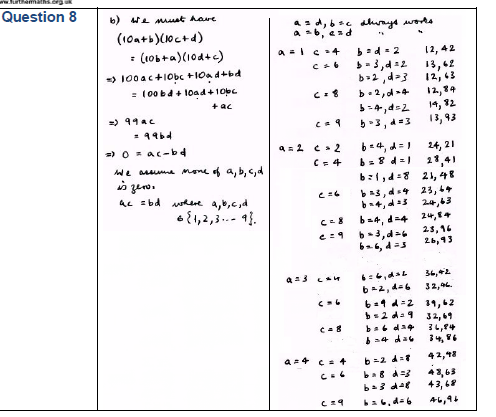 www.furthermaths.org.uk
Question 8
b) We must have
(10a+b)(10c+d)
= (10b+a)(10d+c)
=> 100ac+10bc+10ad+bd
= 100bd+10ad+10bc
+ac
=> 99ac
= 99bd
=> 0 = ac-bd
We assume none of a,b,c,d
is zero.
ac = bd where a,b,c,d
∈ {1,2,3...9}.
a=d, b=c always works
a=b, c=d " "
a=1 c=4 b=d=2 12,42
c=6 b=3,d=2 13,62
b=2,d=3 12,63
c=8 b=2,d=4 12,84
b=4,d=2 14,82
c=9 b=3,d=3 13,93
a=2 c=2 b=4,d=1 24,21
c=4 b=8 d=1 28,41
b=1,d=8 21,48
c=6 b=3,d=4 23,64
b=4,d=3 24,63
c=8 b=4,d=4 24,84
c=9 b=3,d=6 23,96
b=6,d=3 26,93
a=3 c=4 b=6,d=2 36,42
b=2,d=6 32,46
c=6 b=9 d=2 39,62
b=2 d=9 32,69
c=8 b=6 d=4 36,84
b=4 d=6 34,86
a=4 c=4 b=2 d=8 42,48
c=6 b=8 d=3 48,63
b=3 d=8 43,68
c=9 b=6,d=6 46,96